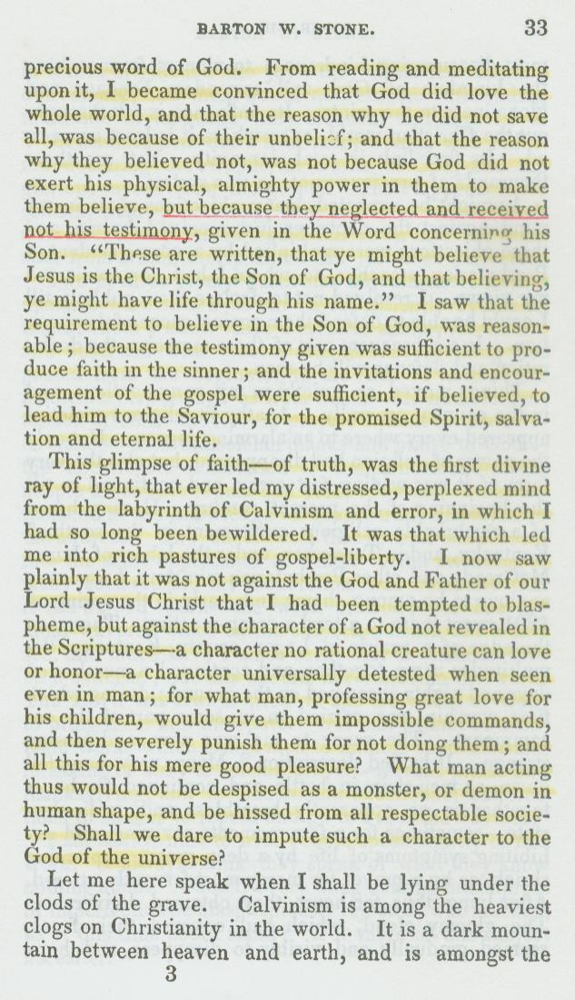 BARTON W. STONE. 33
precious word of God. From reading and meditating
upon it, I became convinced that God did love the
whole world, and that the reason why he did not save
all, was because of their unbelief; and that the reason
why they believed not, was not because God did not
exert his physical, almighty power in them to make
them believe, but because they neglected and received
not his testimony, given in the Word concerning his
Son. “These are written, that ye might believe that
Jesus is the Christ, the Son of God, and that believing,
ye might have life through his name.” I saw that the
requirement to believe in the Son of God, was reason-
able; because the testimony given was sufficient to pro-
duce faith in the sinner; and the invitations and encour-
agement of the gospel were sufficient, if believed, to
lead him to the Saviour, for the promised Spirit, salva-
tion and eternal life.
This glimpse of faith—of truth, was the first divine
ray of light, that ever led my distressed, perplexed mind
from the labyrinth of Calvinism and error, in which I
had so long been bewildered. It was that which led
me into rich pastures of gospel-liberty. I now saw
plainly that it was not against the God and Father of our
Lord Jesus Christ that I had been tempted to blas-
pheme, but against the character of a God not revealed in
the Scriptures—a character no rational creature can love
or honor—a character universally detested when seen
even in man; for what man, professing great love for
his children, would give them impossible commands,
and then severely punish them for not doing them; and
all this for his mere good pleasure? What man acting
thus would not be despised as a monster, or demon in
human shape, and be hissed from all respectable socie-
ty? Shall we dare to impute such a character to the
God of the universe?
Let me here speak when I shall be lying under the
clods of the grave. Calvinism is among the heaviest
clogs on Christianity in the world. It is a dark moun-
tain between heaven and earth, and is amongst the
3